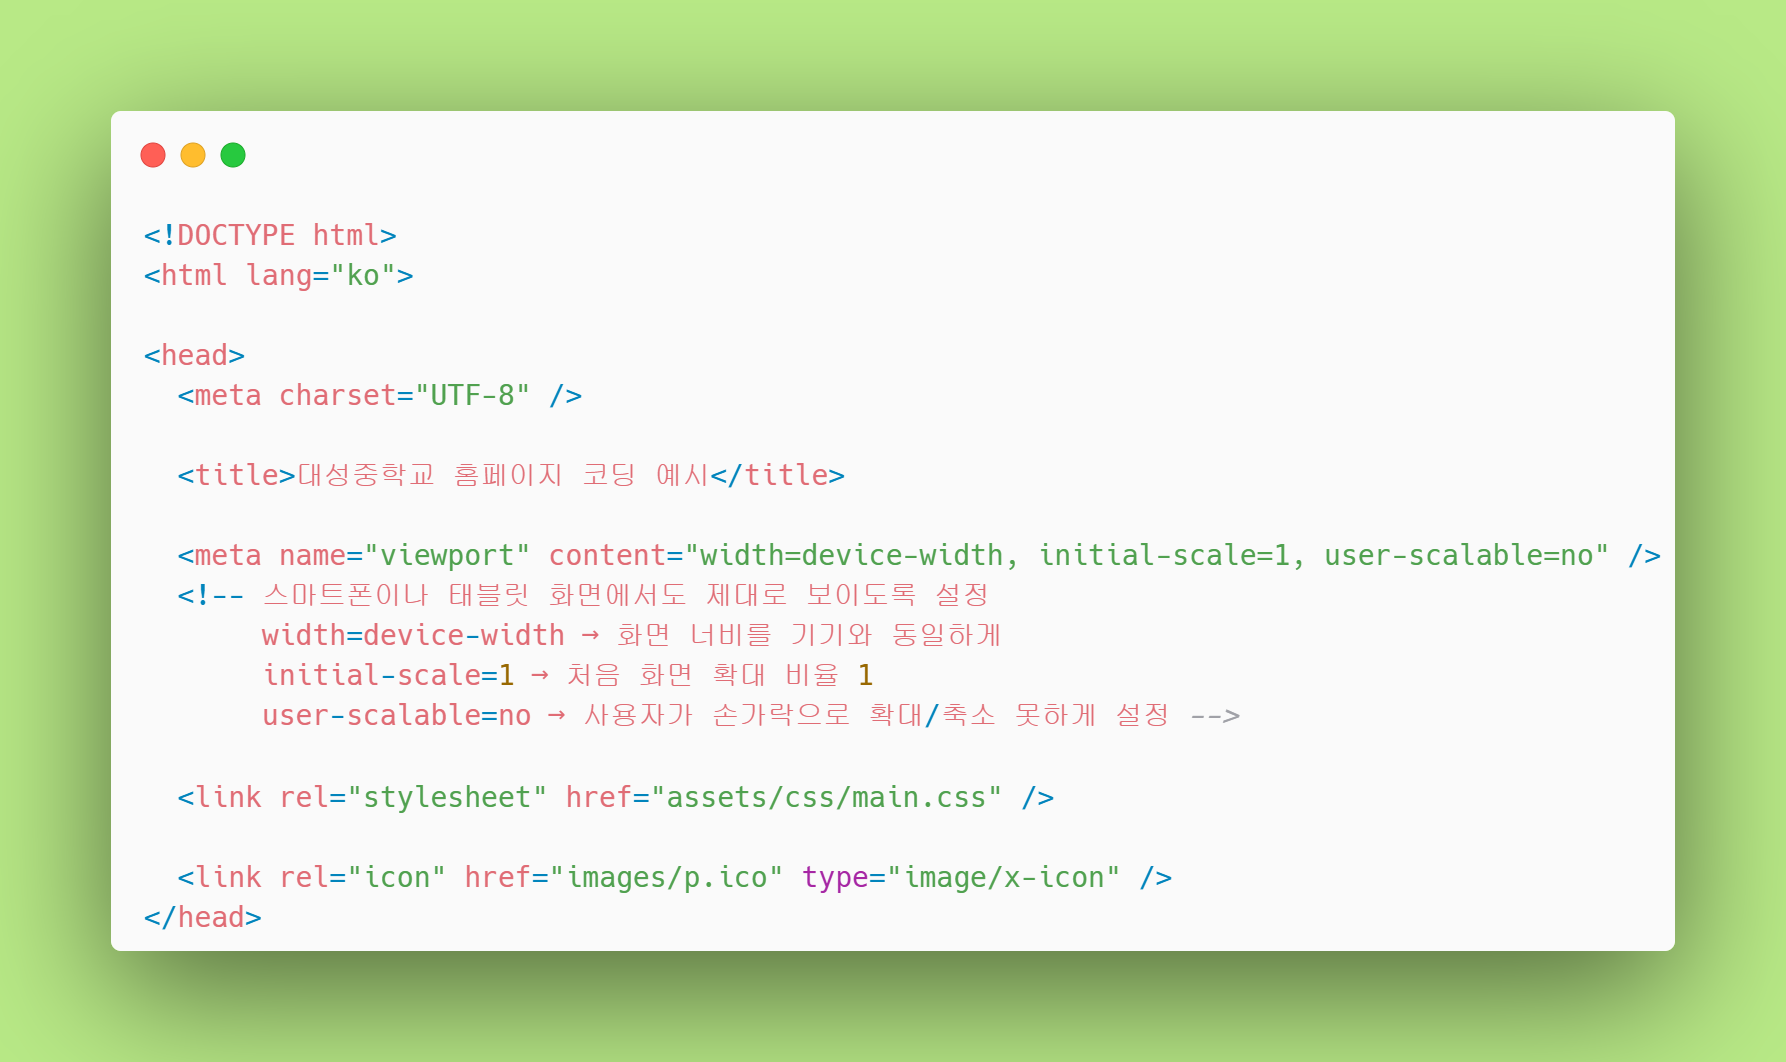 <!DOCTYPE html>
<html lang="ko">
<head>
<meta charset="UTF-8" />
<title>대성중학교 홈페이지 코딩 예시</title>
<meta name="viewport" content="width=device-width, initial-scale=1, user-scalable=no" />
<!-- 스마트폰이나 태블릿 화면에서도 제대로 보이도록 설정
width=device-width → 화면 너비를 기기와 동일하게
initial-scale=1 → 처음 화면 확대 비율 1
user-scalable=no → 사용자가 손가락으로 확대/축소 못하게 설정 -->
<link rel="stylesheet" href="assets/css/main.css" />
<link rel="icon" href="images/p.ico" type="image/x-icon" />
</head>